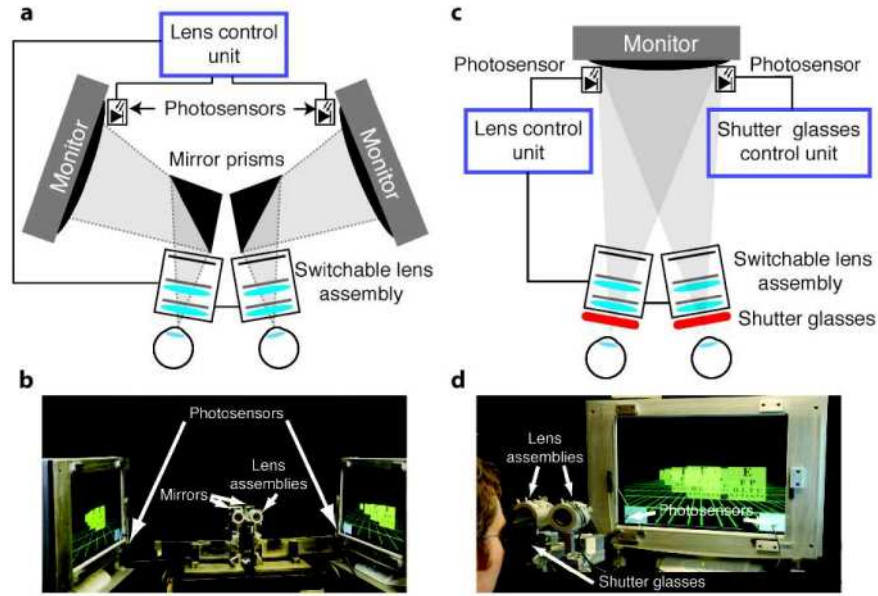 a
Lens control
unit
Photosensors
Monitor
Monitor
Mirror prisms
Switchable lens
assembly
b
Photosensors
Lens
assemblies
Mirrors
c
Monitor
Photosensor
Photosensor
Lens control
unit
Shutter glasses
control unit
Switchable lens
assembly
Shutter glasses
d
Lens
assemblies
E
Photosensors
Shutter glasses